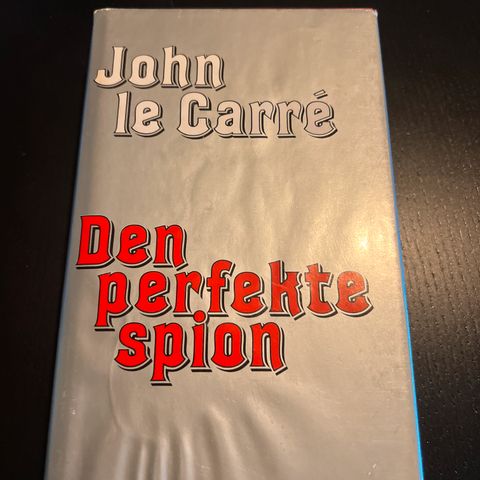 John
le Carré
Den
perfekte
spion